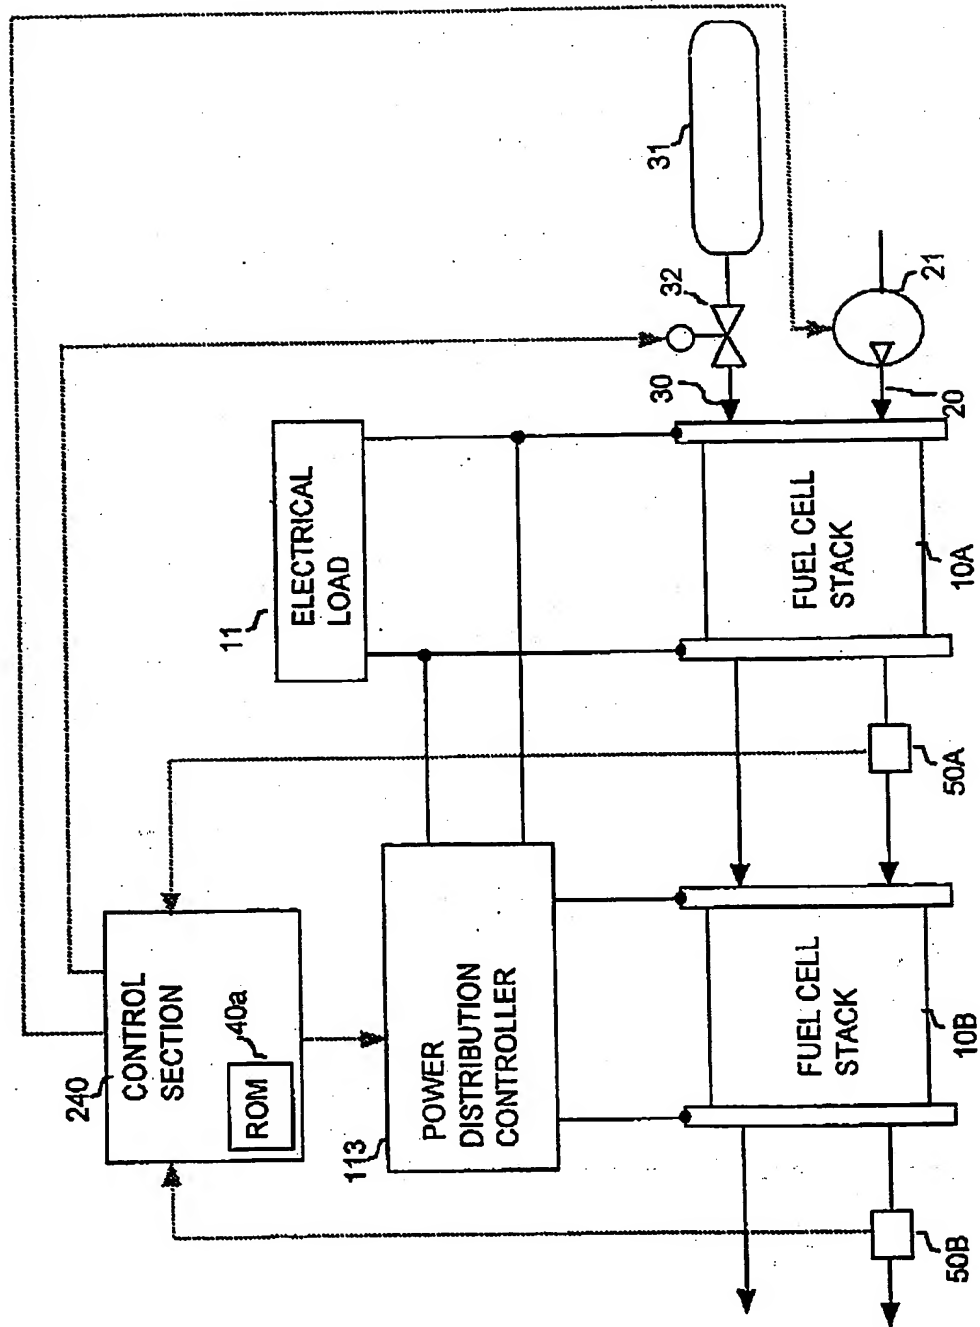 240
CONTROL
SECTION
40a
ROM
113
POWER
DISTRIBUTION
CONTROLLER
11
ELECTRICAL
LOAD
32
31
30
20
21
FUEL CELL
STACK
10A
50A
FUEL CELL
STACK
10B
50B